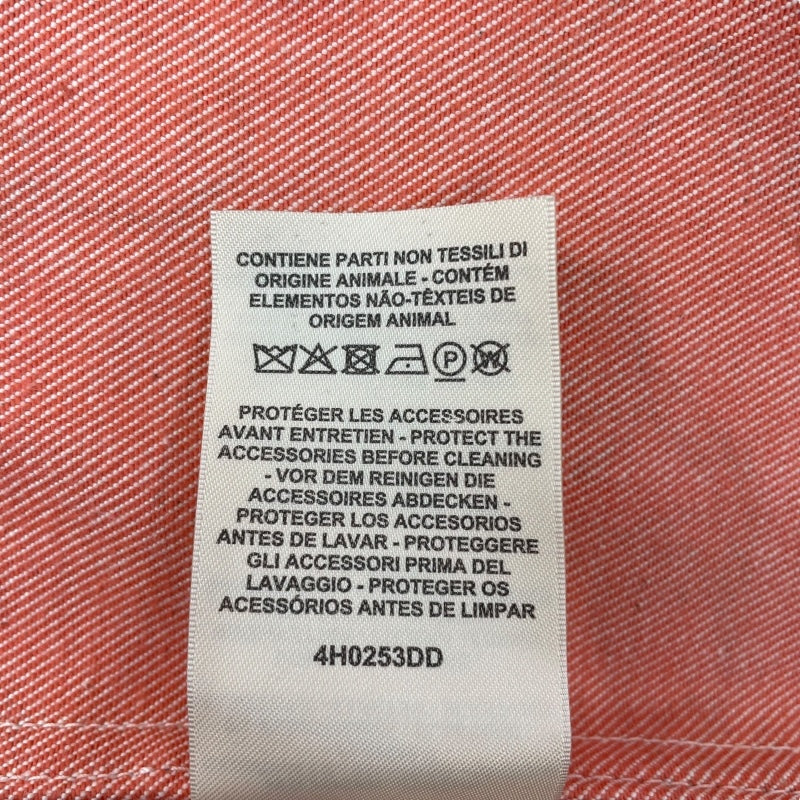 CONTIENE PARTI NON TESSILI DI
ORIGINE ANIMALE - CONTÉM
ELEMENTOS NÃO-TÊXTEIS DE
ORIGEM ANIMAL
P W
PROTÉGER LES ACCESSOIRES
AVANT ENTRETIEN - PROTECT THE
ACCESSORIES BEFORE CLEANING
- VOR DEM REINIGEN DIE
ACCESSOIRES ABDECKEN -
PROTEGER LOS ACCESORIOS
ANTES DE LAVAR - PROTEGGERE
GLI ACCESSORI PRIMA DEL
LAVAGGIO - PROTEGER OS
ACESSÓRIOS ANTES DE LIMPAR
4H0253DD